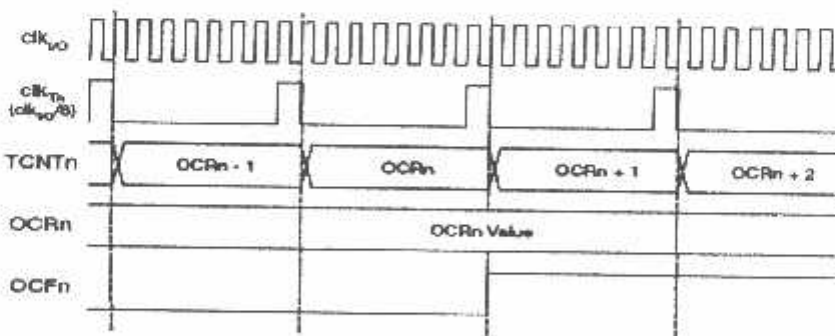 clkI/O
clkTn
(clkI/O/8)
TCNTn
OCRn - 1
OCRn
OCRn + 1
OCRn + 2
OCRn
OCRn Value
OCFn